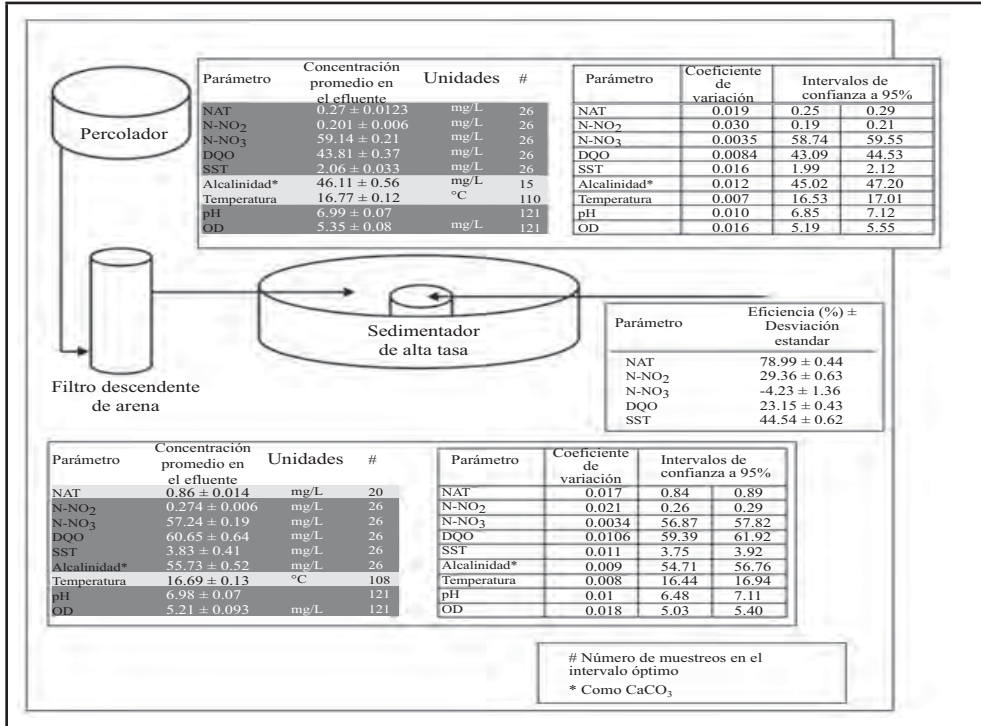 Parámetro Concentración promedio en el efluente Unidades #
NAT 0.27 ± 0.0123 mg/L 26
N-NO2 0.201 ± 0.006 mg/L 26
N-NO3 59.14 ± 0.21 mg/L 26
DQO 43.81 ± 0.37 mg/L 26
SST 2.06 ± 0.033 mg/L 26
Alcalinidad* 46.11 ± 0.56 mg/L 15
Temperatura 16.77 ± 0.12 °C 110
pH 6.99 ± 0.07 121
OD 5.35 ± 0.08 mg/L 121
Parámetro Coeficiente de variación Intervalos de confianza a 95%
NAT 0.019 0.25 0.29
N-NO2 0.030 0.19 0.21
N-NO3 0.0035 58.74 59.55
DQO 0.0084 43.09 44.53
SST 0.016 1.99 2.12
Alcalinidad* 0.012 45.02 47.20
Temperatura 0.007 16.53 17.01
pH 0.010 6.85 7.12
OD 0.016 5.19 5.55
Percolador
Filtro descendente
de arena
Sedimentador
de alta tasa
Parámetro Eficiencia (%) ± Desviación estandar
NAT 78.99 ± 0.44
N-NO2 29.36 ± 0.63
N-NO3 -4.23 ± 1.36
DQO 23.15 ± 0.43
SST 44.54 ± 0.62
Parámetro Concentración promedio en el efluente Unidades #
NAT 0.86 ± 0.014 mg/L 20
N-NO2 0.274 ± 0.006 mg/L 26
N-NO3 57.24 ± 0.19 mg/L 26
DQO 60.65 ± 0.64 mg/L 26
SST 3.83 ± 0.41 mg/L 26
Alcalinidad* 55.73 ± 0.52 mg/L 26
Temperatura 16.69 ± 0.13 °C 108
pH 6.98 ± 0.07 121
OD 5.21 ± 0.093 mg/L 121
Parámetro Coeficiente de variación Intervalos de confianza a 95%
NAT 0.017 0.84 0.89
N-NO2 0.021 0.26 0.29
N-NO3 0.0034 56.87 57.82
DQO 0.0106 59.39 61.92
SST 0.011 3.75 3.92
Alcalinidad* 0.009 54.71 56.76
Temperatura 0.008 16.44 16.94
pH 0.01 6.48 7.11
OD 0.018 5.03 5.40
# Número de muestreos en el
intervalo óptimo
* Como CaCO3